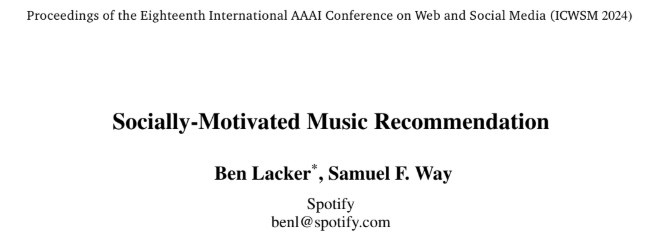 Proceedings of the Eighteenth International AAAI Conference on Web and Social Media (ICWSM 2024)
Socially-Motivated Music Recommendation
Ben Lacker*, Samuel F. Way
Spotify
benl@spotify.com